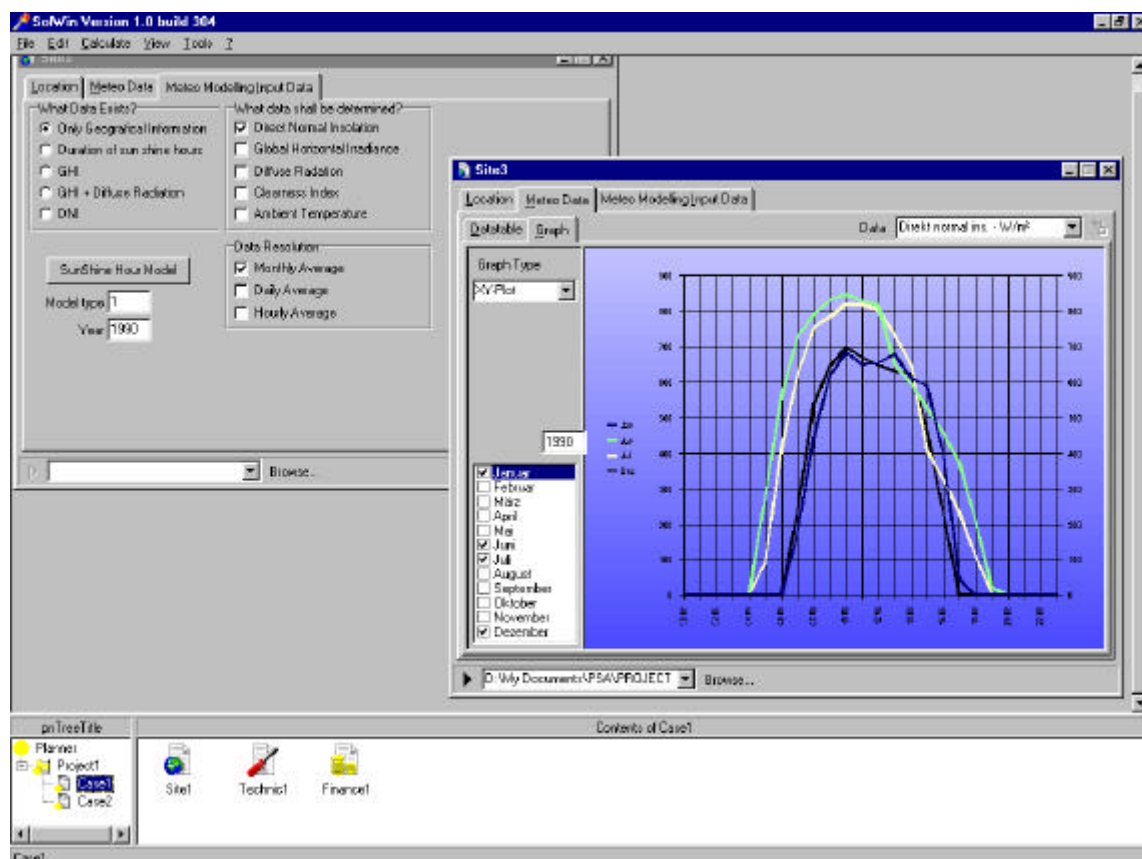 SolWin Version 1.0 build 304
File Edit Calculate View Tools ?
Location Meteo Data Meteo Modelling Input Data
What Data Exists?
Only Geografical Information
Duration of sun shine hours
GHI
GHI + Diffuse Radiation
DNI
What data shall be determined?
Direct Normal Insolation
Global Horizontal Irradiance
Diffuse Radiation
Clearness Index
Ambient Temperature
SunShine Hour Model
Model type 1
Year 1990
Data Resolution
Monthly Average
Daily Average
Hourly Average
Browse...
Site3
Location Meteo Data Meteo Modelling Input Data
Datatable Graph
Data Direkt normal ins. - W/m²
Graph Type
XY-Plot
1990
Januar
Februar
März
April
Mai
Juni
Juli
August
September
Oktober
November
Dezember
D:\My Documents\PSA\PROJECT
Browse...
pnTreeTitle
Contents of Case1
Planner
Project1
Case1
Case2
Site1
Technic1
Finance1
Case1